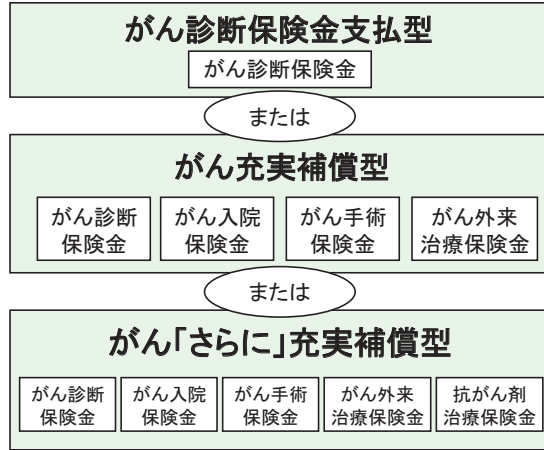 がん診断保険金支払型
がん診断保険金
または
がん充実補償型
がん診断
保険金
がん入院
保険金
がん手術
保険金
がん外来
治療保険金
または
がん「さらに」充実補償型
がん診断
保険金
がん入院
保険金
がん手術
保険金
がん外来
治療保険金
抗がん剤
治療保険金